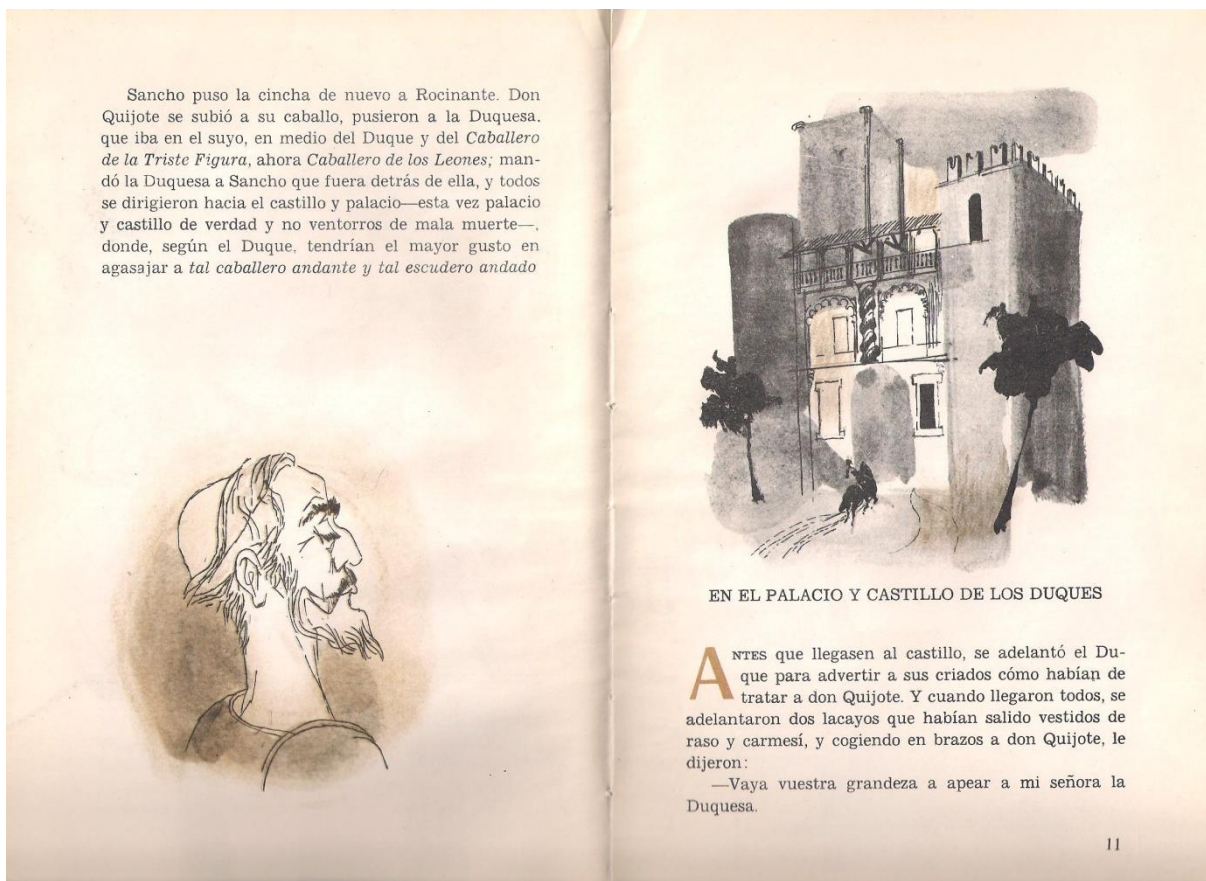 Sancho puso la cincha de nuevo a Rocinante. Don
Quijote se subió a su caballo, pusieron a la Duquesa.
que iba en el suyo, en medio del Duque y del Caballero
de la Triste Figura, ahora Caballero de los Leones; man-
dó la Duquesa a Sancho que fuera detrás de ella, y todos
se dirigieron hacia el castillo y palacio—esta vez palacio
y castillo de verdad y no ventorros de mala muerte—,
donde, según el Duque, tendrían el mayor gusto en
agasajar a tal caballero andante y tal escudero andado
EN EL PALACIO Y CASTILLO DE LOS DUQUES
ANTES que llegasen al castillo, se adelantó el Du-
que para advertir a sus criados cómo habían de
tratar a don Quijote. Y cuando llegaron todos, se
adelantaron dos lacayos que habían salido vestidos de
raso y carmesí, y cogiendo en brazos a don Quijote, le
dijeron:
—Vaya vuestra grandeza a apear a mi señora la
Duquesa.
11